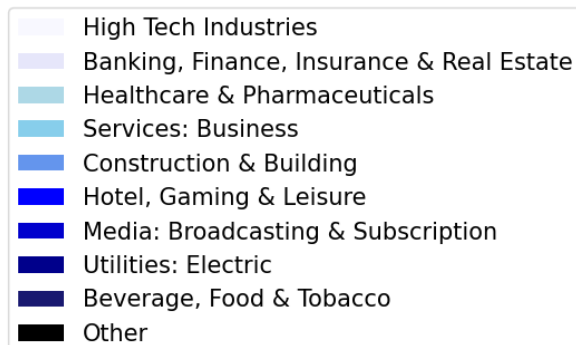 High Tech Industries
Banking, Finance, Insurance & Real Estate
Healthcare & Pharmaceuticals
Services: Business
Construction & Building
Hotel, Gaming & Leisure
Media: Broadcasting & Subscription
Utilities: Electric
Beverage, Food & Tobacco
Other